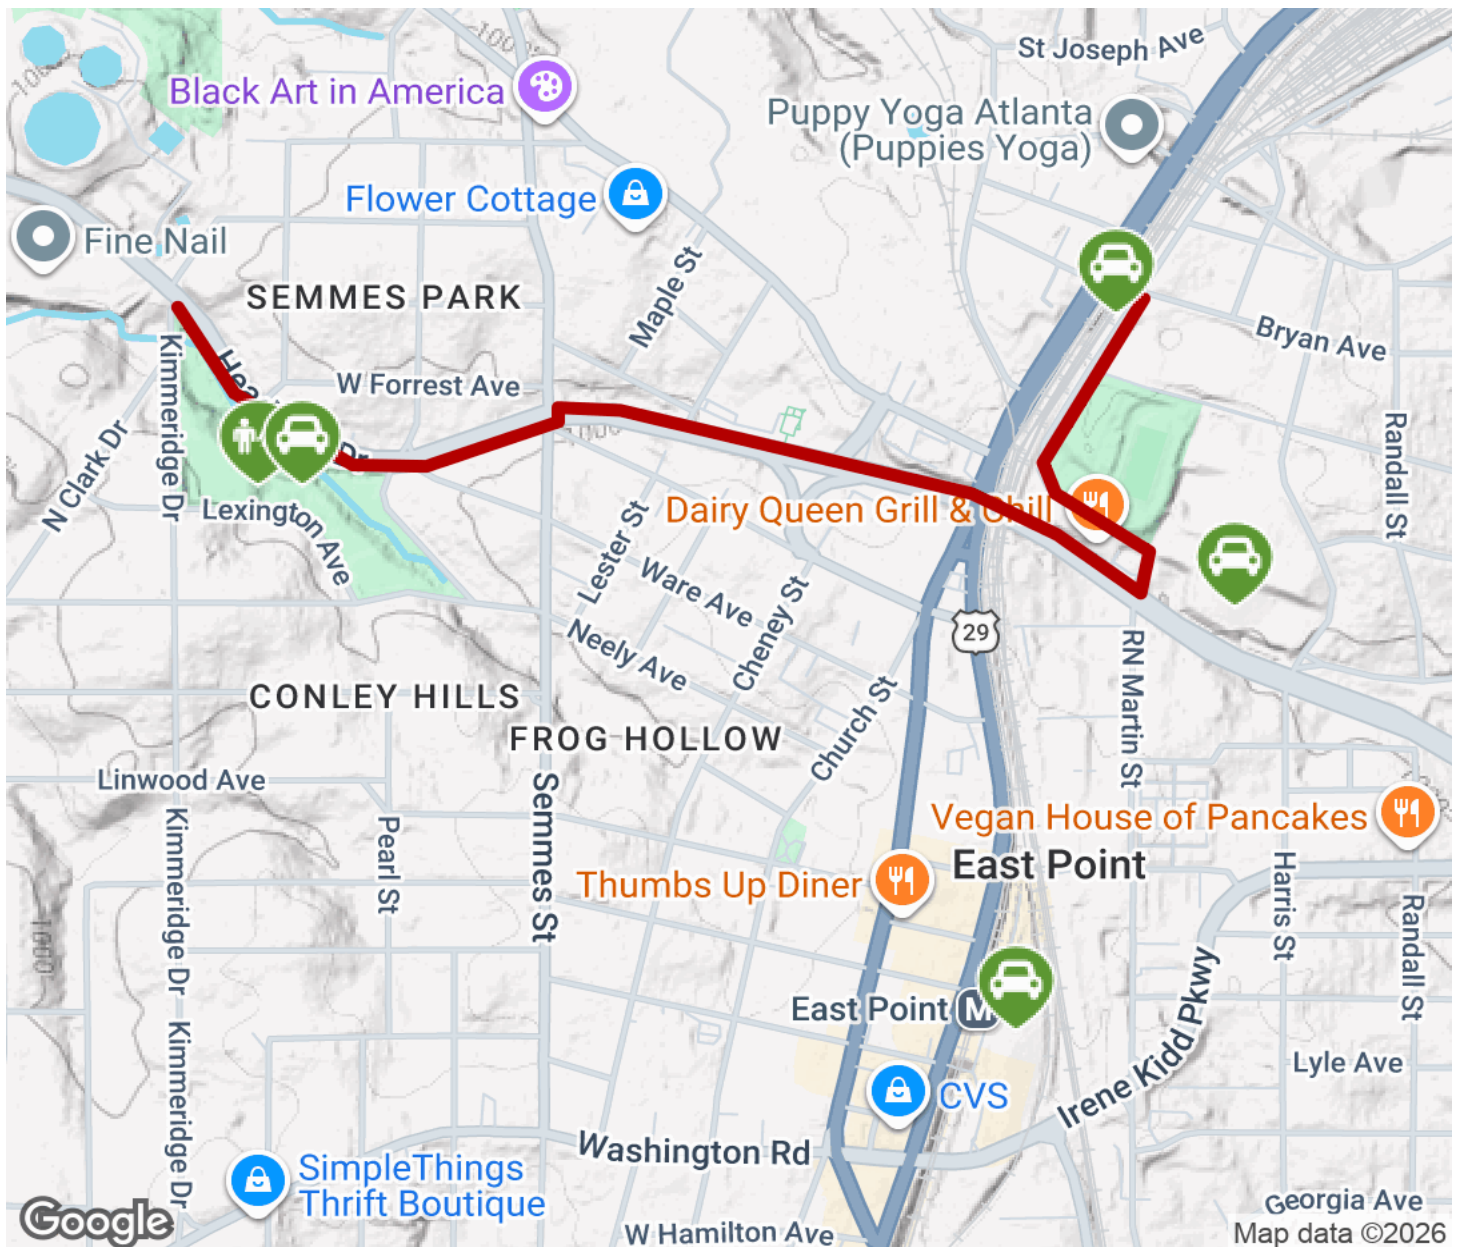 St Joseph Ave
Black Art in America
Puppy Yoga Atlanta
(Puppies Yoga)
Flower Cottage
Fine Nail
SEMMES PARK
Maple St
Bryan Ave
W Forrest Ave
Kimmeridge Dr
N Clark Dr
Hea
Dr
Randall St
Lexington Ave
Dairy Queen Grill & Chill
Lester St
Ware Ave
Cheney St
Neely Ave
29
RN Martin St
CONLEY HILLS
FROG HOLLOW
Church St
Linwood Ave
Semmes St
Kimmeridge Dr
Pearl St
Vegan House of Pancakes
East Point
Thumbs Up Diner
Harris St
Randall St
1000
East Point
M
Irene Kidd Pkwy
Kimmeridge Dr
Lyle Ave
CVS
Washington Rd
SimpleThings
Thrift Boutique
Georgia Ave
W Hamilton Ave
Google
Map data ©2026